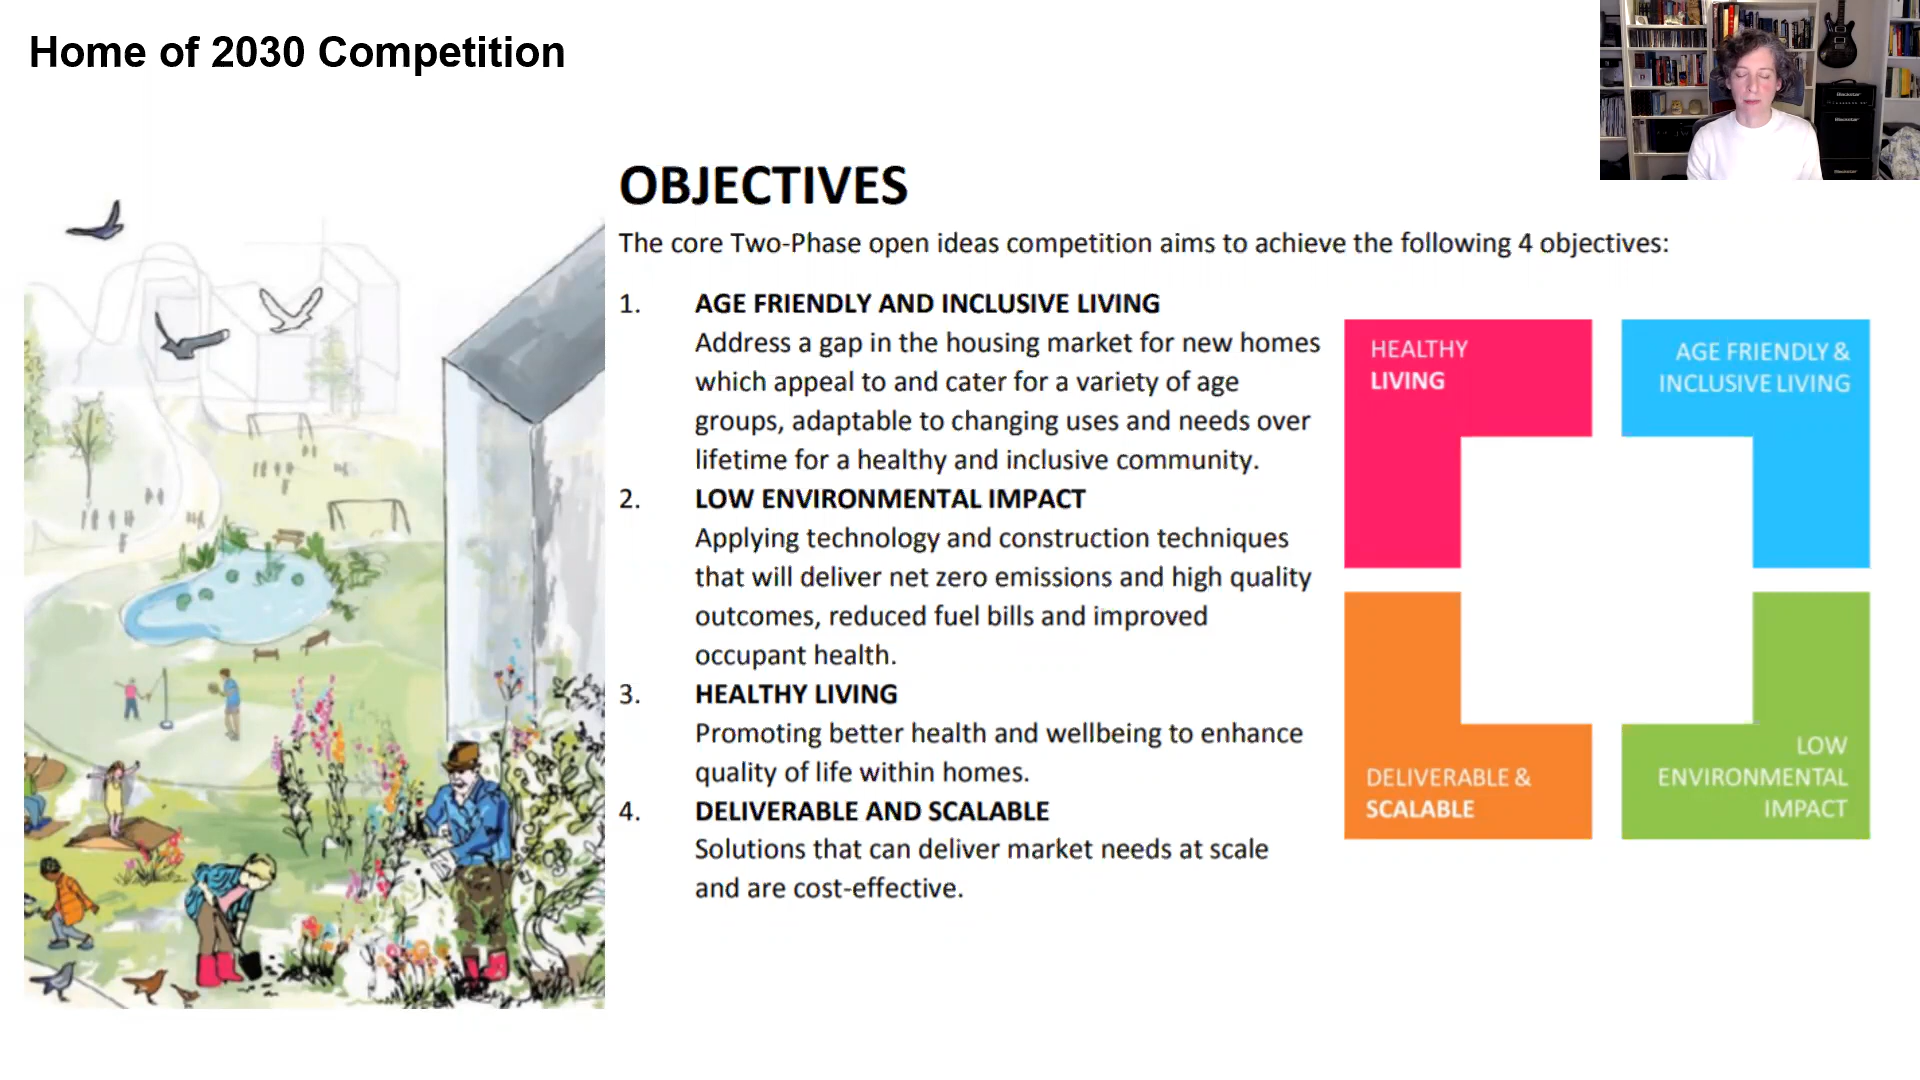 Home of 2030 Competition
OBJECTIVES
The core Two-Phase open ideas competition aims to achieve the following 4 objectives:
1. AGE FRIENDLY AND INCLUSIVE LIVING
Address a gap in the housing market for new homes
which appeal to and cater for a variety of age
groups, adaptable to changing uses and needs over
lifetime for a healthy and inclusive community.
2. LOW ENVIRONMENTAL IMPACT
Applying technology and construction techniques
that will deliver net zero emissions and high quality
outcomes, reduced fuel bills and improved
occupant health.
3. HEALTHY LIVING
Promoting better health and wellbeing to enhance
quality of life within homes.
4. DELIVERABLE AND SCALABLE
Solutions that can deliver market needs at scale
and are cost-effective.
HEALTHY
LIVING
AGE FRIENDLY &
INCLUSIVE LIVING
DELIVERABLE &
SCALABLE
LOW
ENVIRONMENTAL
IMPACT